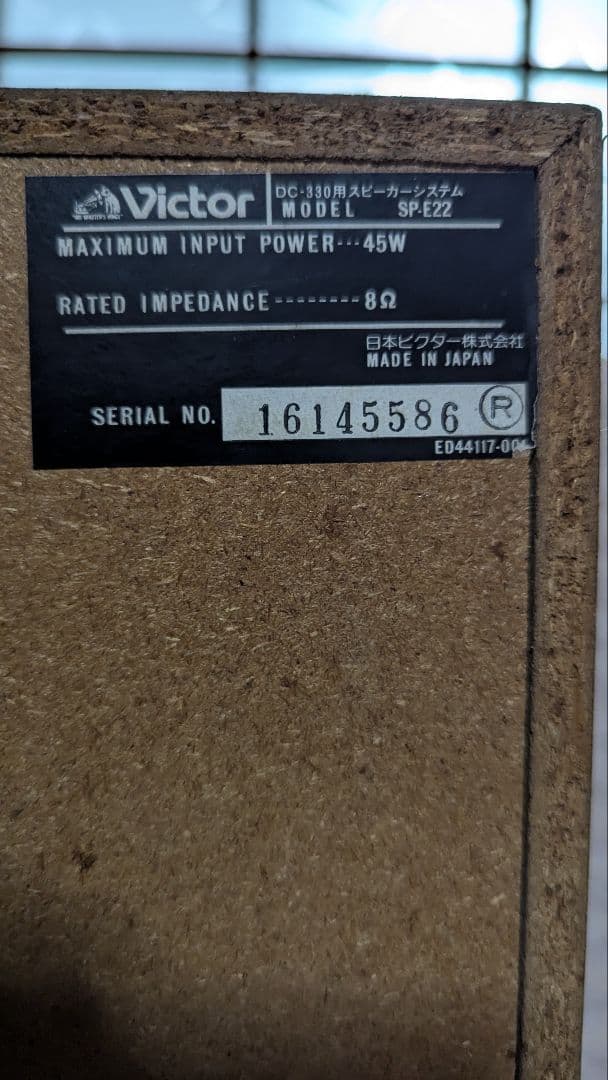 "HIS MASTER'S VOICE"
Victor
DC-330用スピーカーシステム
MODEL SP-E22
MAXIMUM INPUT POWER···45W
RATED IMPEDANCE--------8Ω
日本ビクター株式会社
MADE IN JAPAN
SERIAL NO. 16145586 Ⓡ
ED44117-001